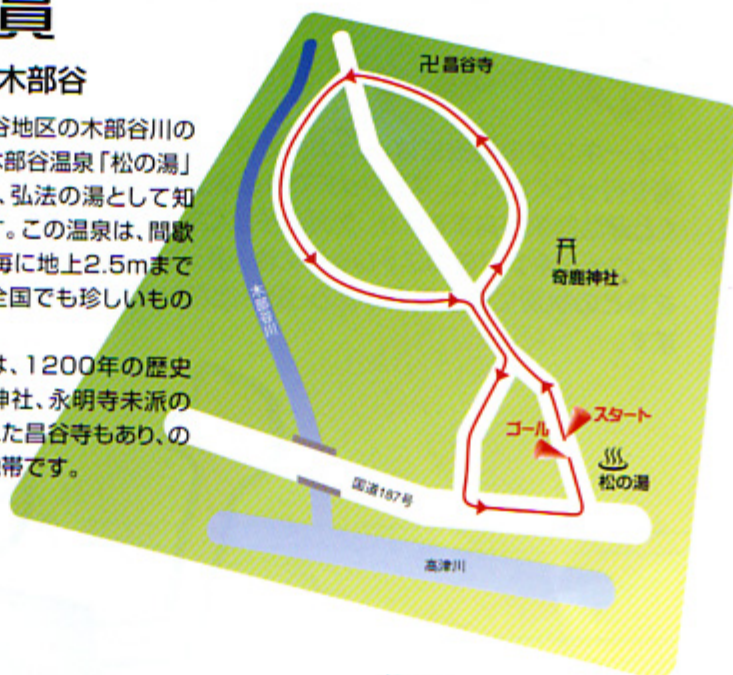 員
木部谷
谷地区の木部谷川の
木部谷温泉「松の湯」
、弘法の湯として知
す。この温泉は、間歇
毎に地上2.5mまで
全国でも珍しいもの
は、1200年の歴史
神社、永明寺末派の
た昌谷寺もあり、の
帯です。
卍昌谷寺
奇鹿神社
スタート
ゴール
松の湯
木部谷川
国道187号
高津川